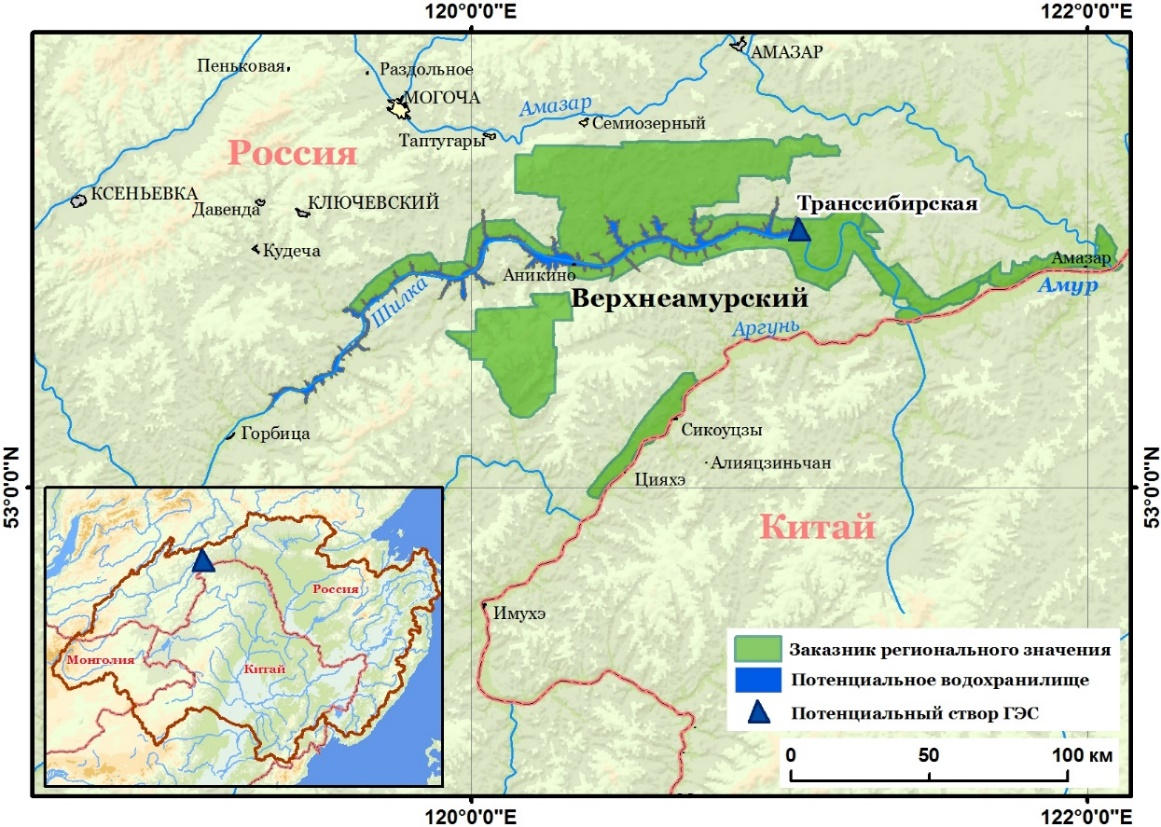 120°0'0"E
122°0'0"E
АМАЗАР
Пеньковая
Раздольное
МОГОЧА
Амазар
Семиозерный
Таптугары
Россия
КСЕНЬЕВКА
Давенда
КЛЮЧЕВСКИЙ
Транссибирская
Кудеча
Аникино
Амазар
Шилка
Верхнеамурский
Амур
Аргунь
Горбица
Сикоуцзы
Алияцзиньчан
Цияхэ
53°0'0"N
53°0'0"N
Китай
Россия
Имухэ
Монголия
Китай
Заказник регионального значения
Потенциальное водохранилище
Потенциальный створ ГЭС
0 50 100 км
120°0'0"E
122°0'0"E